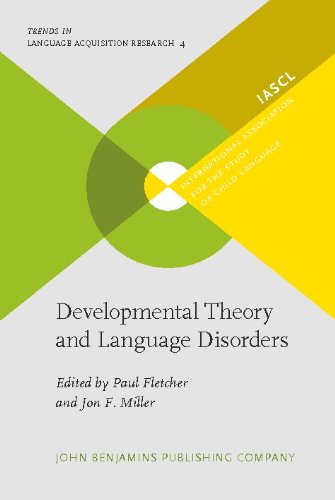 TRENDS IN
LANGUAGE ACQUISITION RESEARCH 4
IASCL
INTERNATIONAL ASSOCIATION
FOR THE STUDY
OF CHILD LANGUAGE
Developmental Theory
and Language Disorders
Edited by Paul Fletcher
and Jon F. Miller
JOHN BENJAMINS PUBLISHING COMPANY